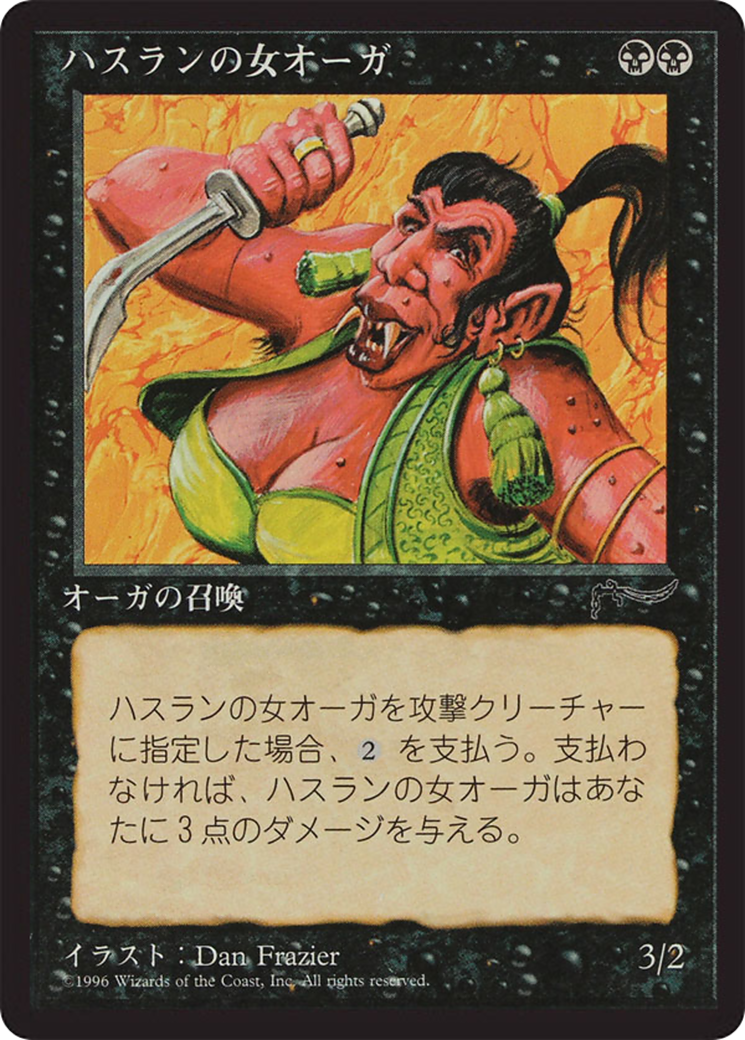 ハスランの女オーガ
オーガの召喚
ハスランの女オーガを攻撃クリーチャー
に指定した場合、2 を支払う。支払わ
なければ、ハスランの女オーガはあな
たに3点のダメージを与える。
イラスト：Dan Frazier
3/2
©1996 Wizards of the Coast, Inc. All rights reserved.